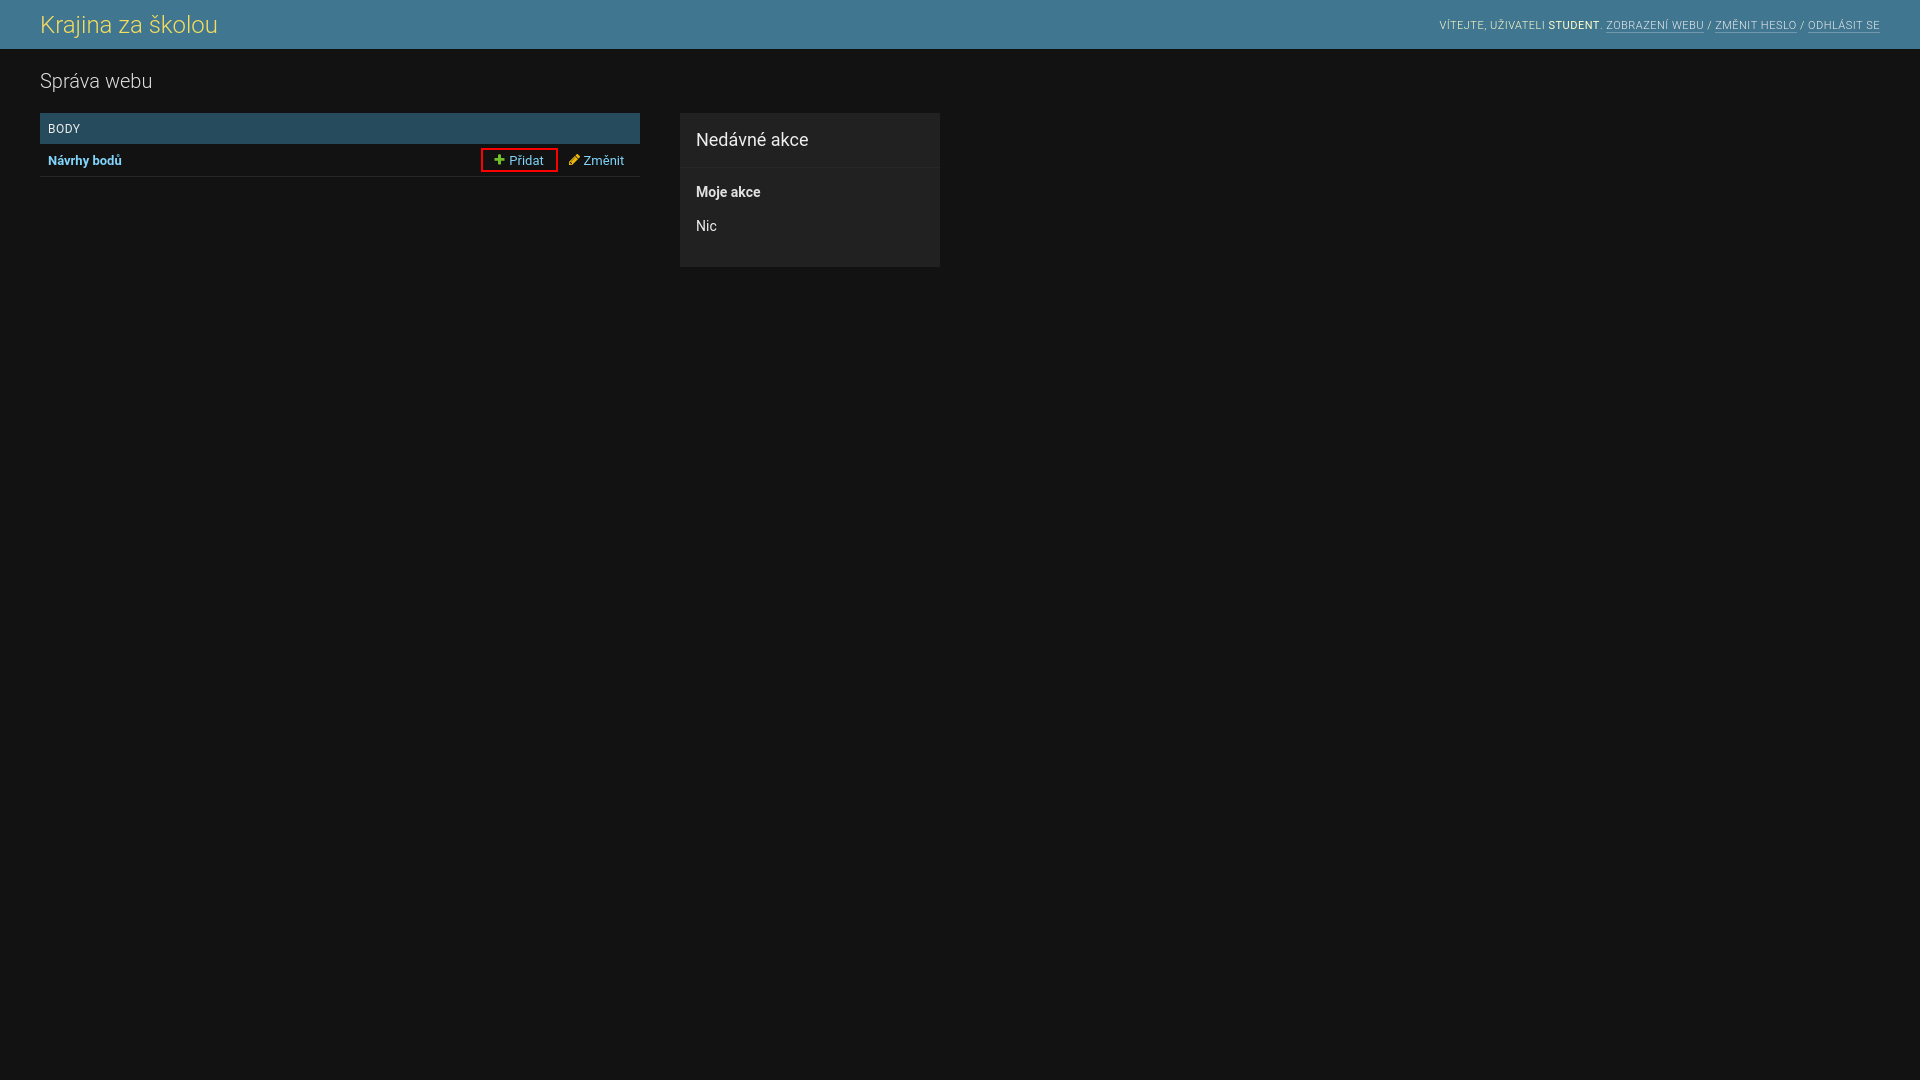 Krajina za školou
VÍTEJTE, UŽIVATELI STUDENT. ZOBRAZENÍ WEBU / ZMĚNIT HESLO / ODHLÁSIT SE
Správa webu
BODY
Návrhy bodů Přidat Změnit
Nedávné akce
Moje akce
Nic